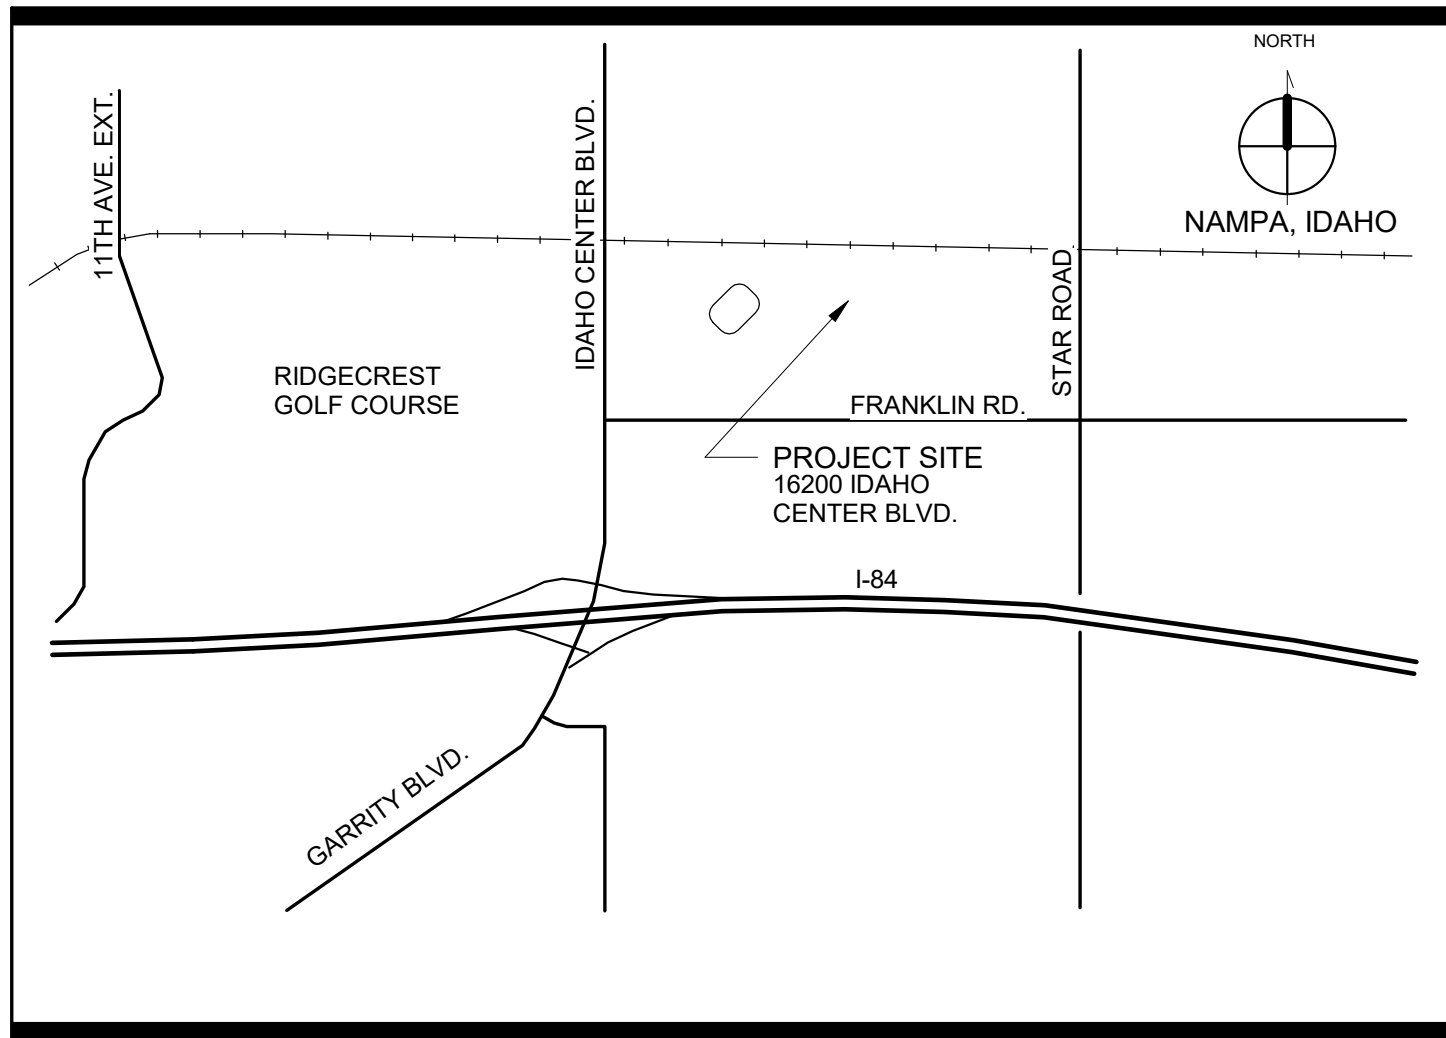 NORTH
NAMPA, IDAHO
11TH AVE. EXT.
IDAHO CENTER BLVD.
STAR ROAD
RIDGECREST
GOLF COURSE
FRANKLIN RD.
PROJECT SITE
16200 IDAHO
CENTER BLVD.
I-84
GARRITY BLVD.